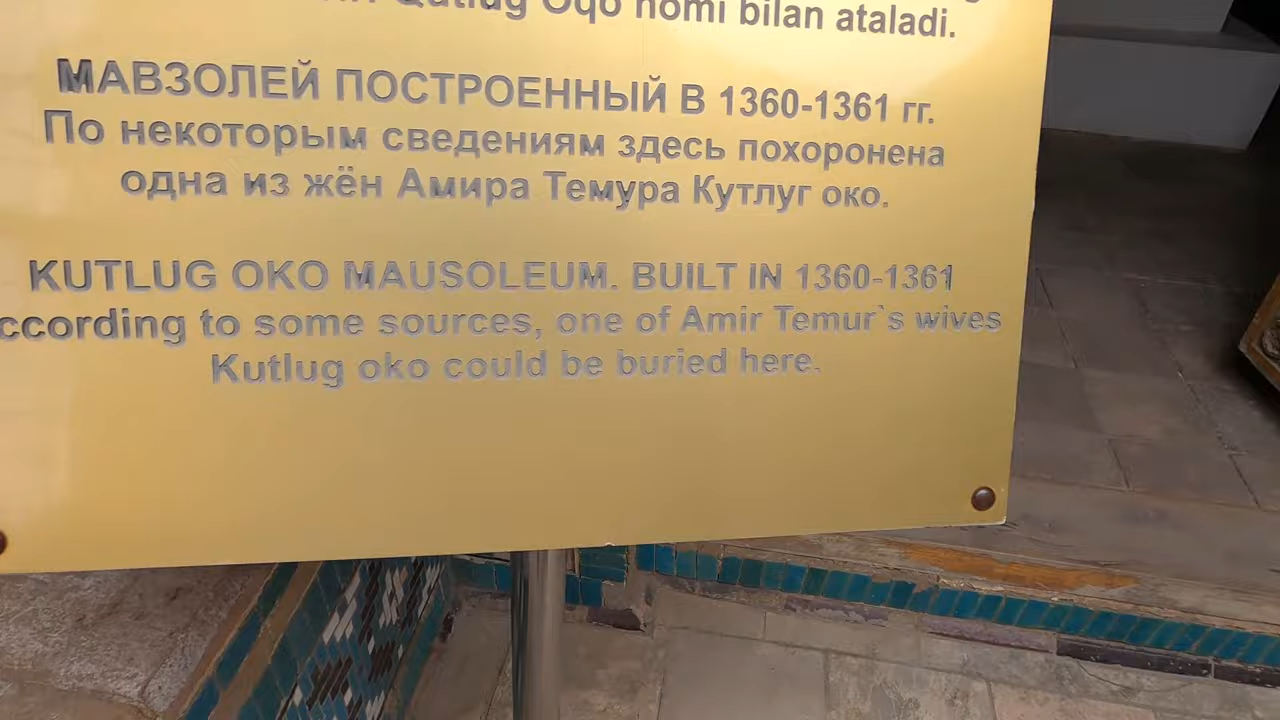 Qutlug Oqo nomi bilan ataladi.
МАВЗОЛЕЙ ПОСТРОЕННЫЙ В 1360-1361 гг.
По некоторым сведениям здесь похоронена
одна из жён Амира Темура Кутлуг око.
KUTLUG OKO MAUSOLEUM. BUILT IN 1360-1361
ccording to some sources, one of Amir Temur`s wives
Kutlug oko could be buried here.